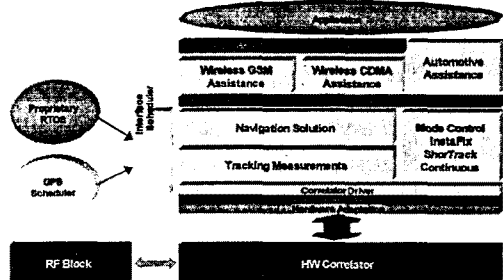 Wireless GSM
Assistance
Wireless CDMA
Assistance
Automotive
Assistance
Proprietary
RTOS
Interface
Scheduler
GPS
Scheduler
Navigation Solution
Tracking Measurements
Mode Control
InstaFix
ShorTrack
Continuous
Correlator Driver
RF Block
HW Correlator